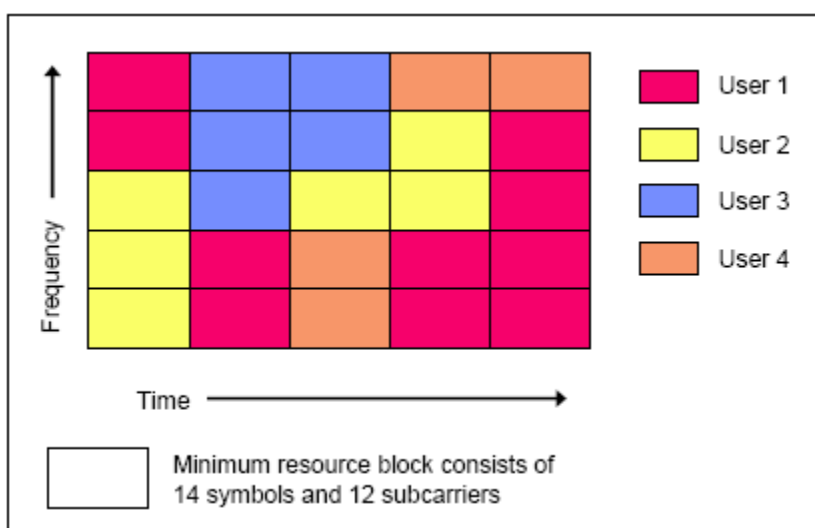 User 1
User 2
User 3
User 4
Frequency
Time
Minimum resource block consists of
14 symbols and 12 subcarriers